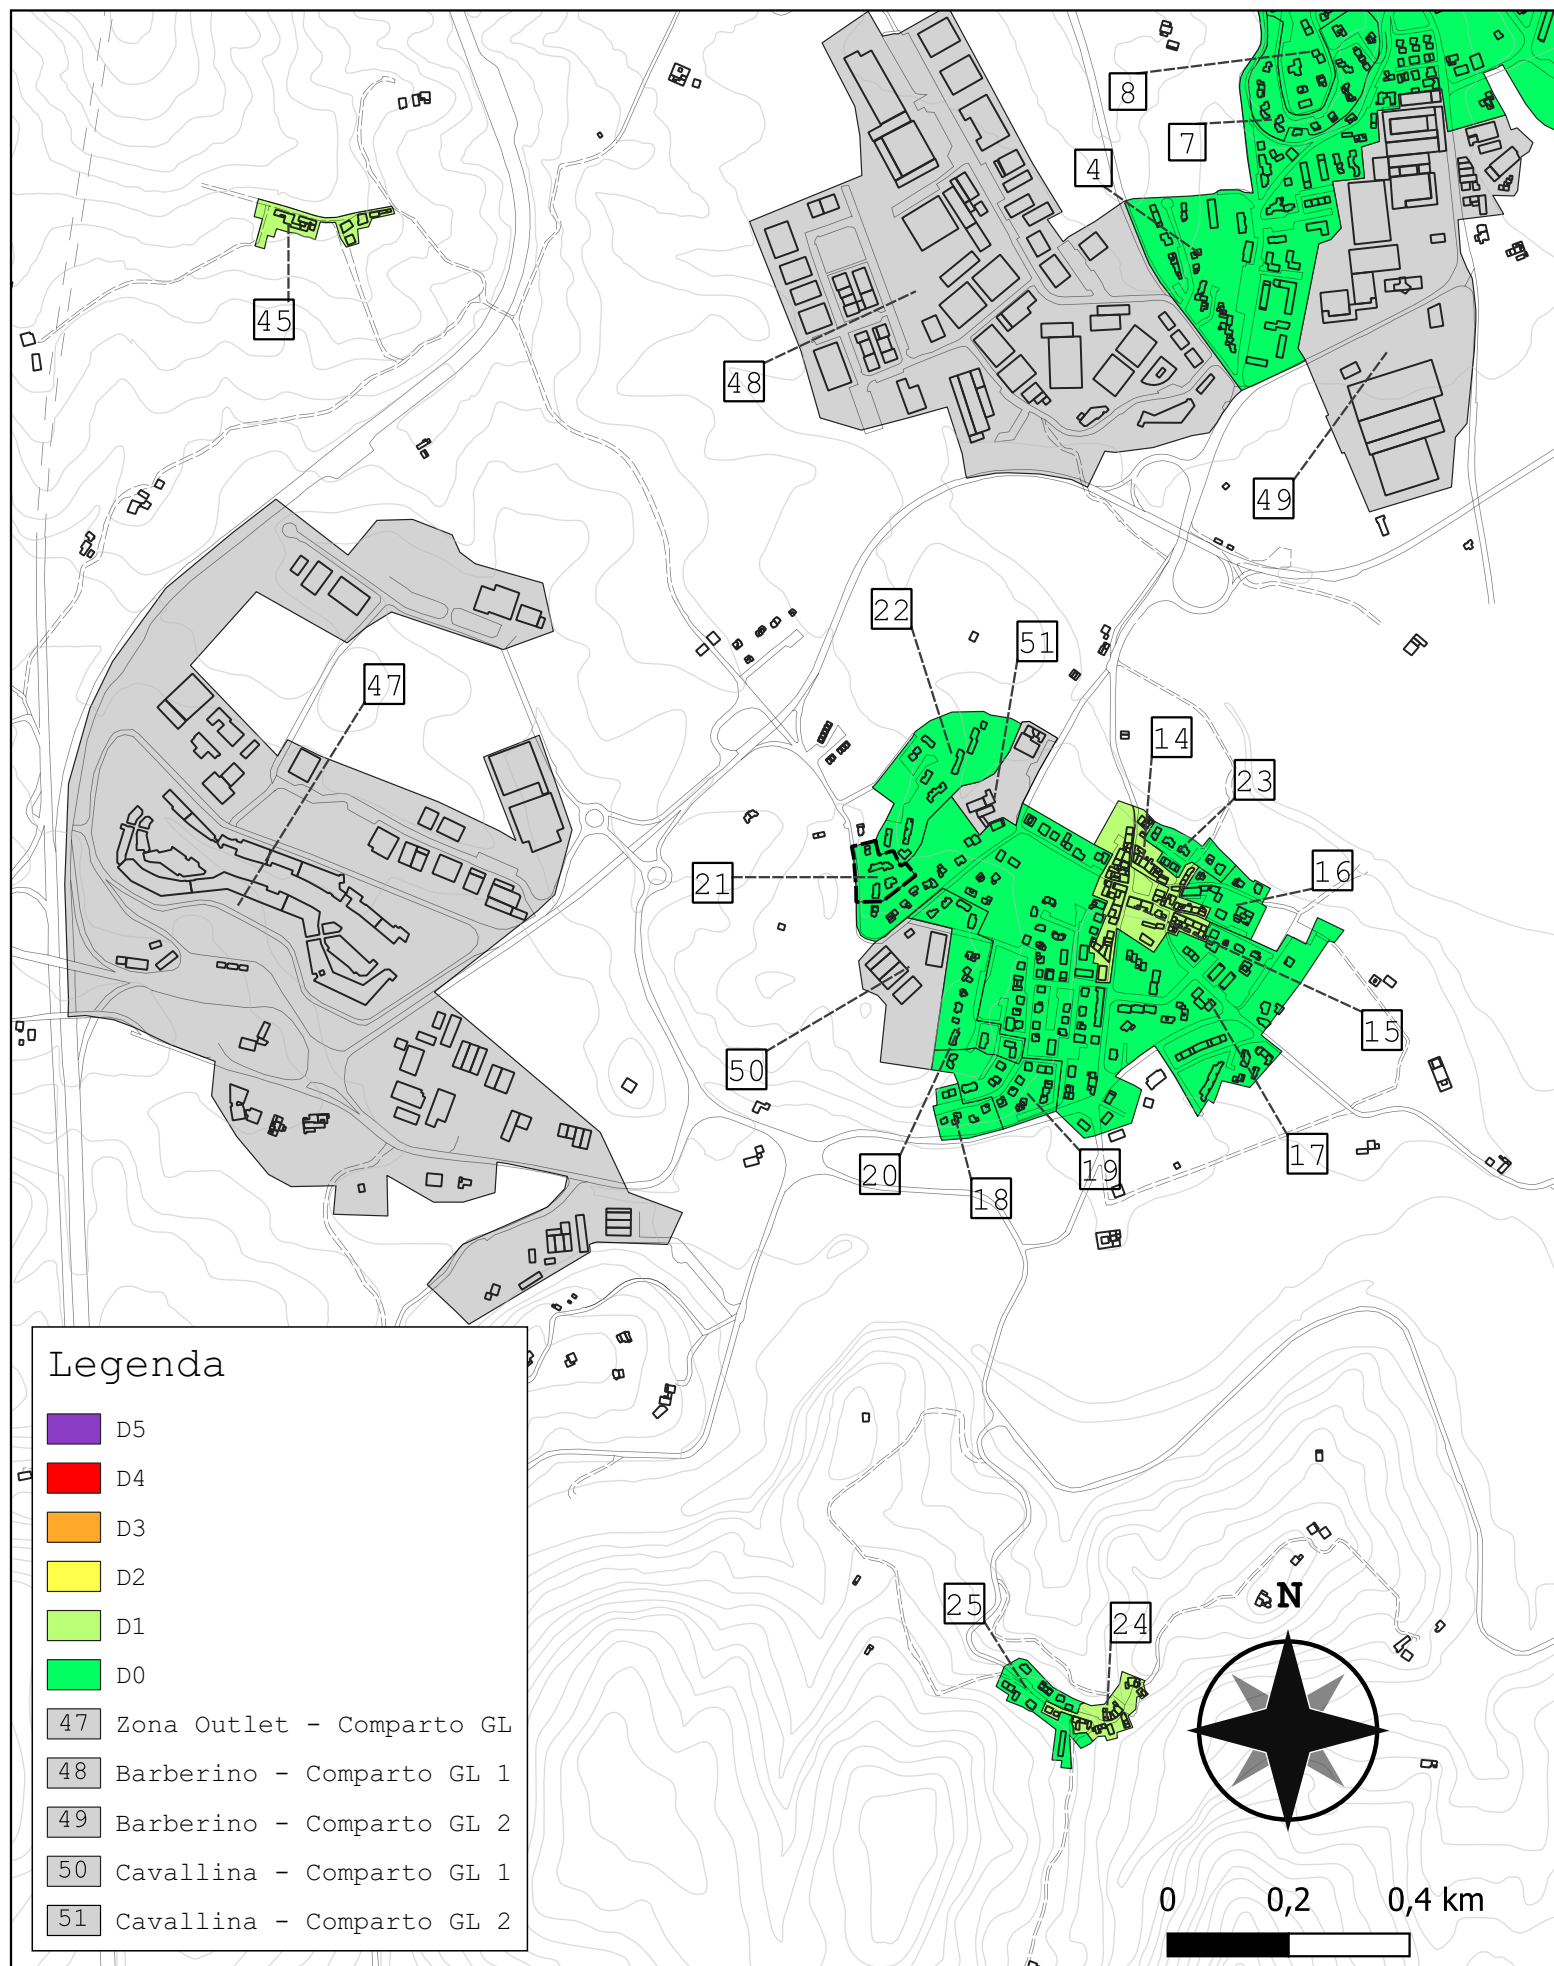 8
7
4
45
48
49
22
51
47
14
23
16
21
15
50
17
20
19
18
25
24
N
Legenda
D5
D4
D3
D2
D1
D0
47 Zona Outlet - Comparto GL
48 Barberino - Comparto GL 1
49 Barberino - Comparto GL 2
50 Cavallina - Comparto GL 1
51 Cavallina - Comparto GL 2
0 0,2 0,4 km